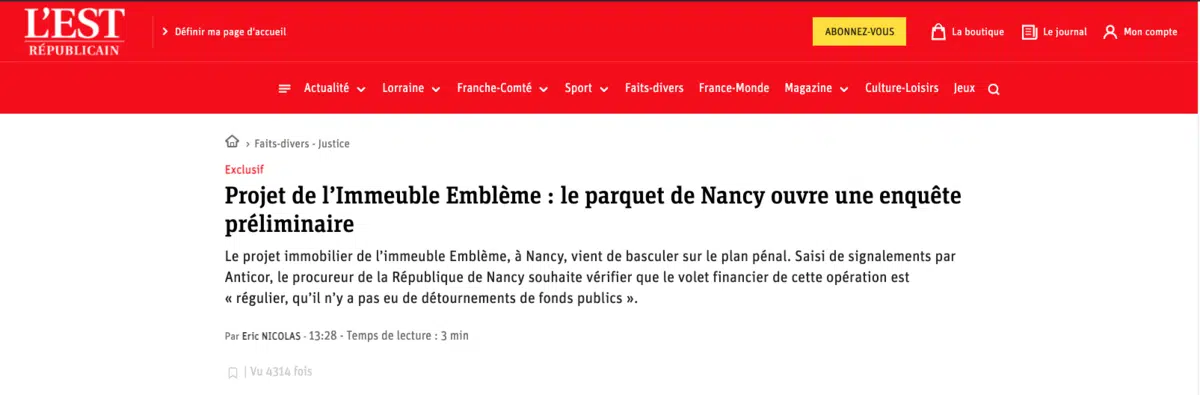 L'EST
RÉPUBLICAIN
Définir ma page d'accueil
ABONNEZ-VOUS
La boutique
Le journal
Mon compte
Actualité
Lorraine
Franche-Comté
Sport
Faits-divers
France-Monde
Magazine
Culture-Loisirs
Jeux
Faits-divers - Justice
Exclusif
Projet de l'Immeuble Emblème : le parquet de Nancy ouvre une enquête
préliminaire
Le projet immobilier de l'immeuble Emblème, à Nancy, vient de basculer sur le plan pénal. Saisi de signalements par
Anticor, le procureur de la République de Nancy souhaite vérifier que le volet financier de cette opération est
« régulier, qu'il n'y a pas eu de détournements de fonds publics ».
Par Eric NICOLAS - 13:28 - Temps de lecture : 3 min
| Vu 4314 fois